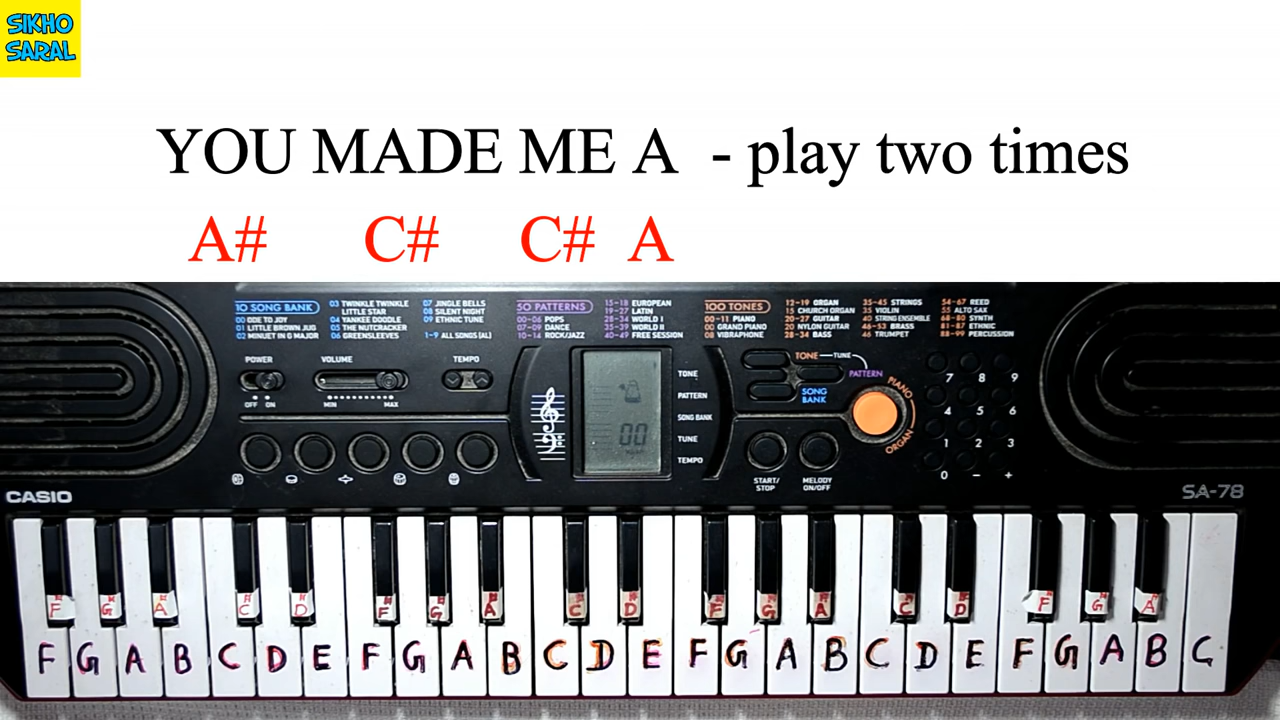 SIKHO
SARAL
YOU MADE ME A - play two times
A# C# C# A
10 SONG BANK
00 ODE TO JOY
01 LITTLE BROWN JUG
02 MINUET IN G MAJOR
03 TWINKLE TWINKLE
LITTLE STAR
04 YANKEE DOODLE
05 THE NUTCRACKER
06 GREENSLEEVES
07 JINGLE BELLS
08 SILENT NIGHT
09 ETHNIC TUNE
1-9 ALL SONGS (AL)
50 PATTERNS
00-06 POPS
07-09 DANCE
10-14 ROCK/JAZZ
15-18 EUROPEAN
19-27 LATIN
28-34 WORLD I
35-39 WORLD II
40-49 FREE SESSION
100 TONES
00-11 PIANO
00 GRAND PIANO
08 VIBRAPHONE
12-19 ORGAN
15 CHURCH ORGAN
20-27 GUITAR
20 NYLON GUITAR
28-34 BASS
35-45 STRINGS
35 VIOLIN
40 STRING ENSEMBLE
46-53 BRASS
46 TRUMPET
54-67 REED
55 ALTO SAX
68-80 SYNTH
81-87 ETHNIC
88-99 PERCUSSION
POWER
OFF ON
VOLUME
MIN MAX
TEMPO
00
TONE
PATTERN
SONG BANK
TUNE
TEMPO
TONE TUNE
PATTERN
SONG
BANK
PIANO
ORGAN
START/
STOP
MELODY
ON/OFF
7 8 9
4 5 6
1 2 3
0 − +
CASIO
SA-78
F# G# A# C# D# F# G# A# C# D# F# G# A# C# D# F# G# A#
F G A B C D E F G A B C D E F G A B C D E F G A B C